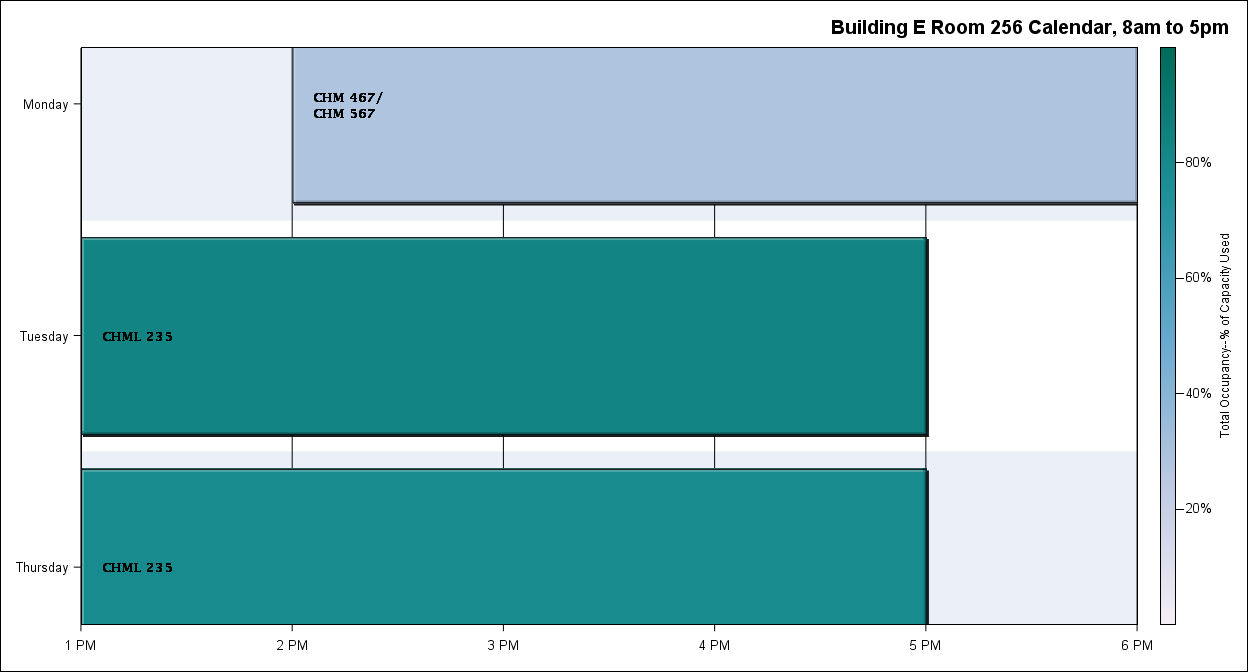 Building E Room 256 Calendar, 8am to 5pm
Monday
CHM 467/
CHM 567
Tuesday
CHML 235
Thursday
CHML 235
1 PM
2 PM
3 PM
4 PM
5 PM
6 PM
80%
60%
40%
20%
Total Occupancy--% of Capacity Used